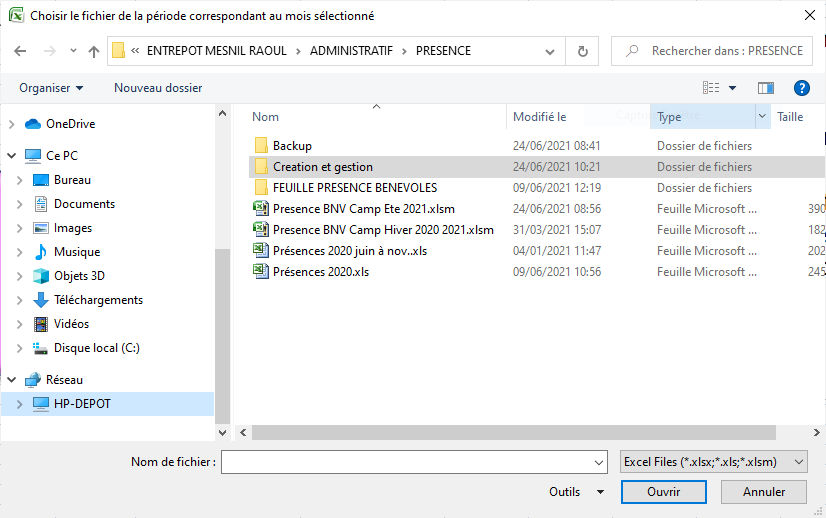 Choisir le fichier de la période correspondant au mois sélectionné
« ENTREPOT MESNIL RAOUL > ADMINISTRATIF > PRESENCE
Rechercher dans : PRESENCE
Organiser
Nouveau dossier
OneDrive
Ce PC
Bureau
Documents
Images
Musique
Objets 3D
Téléchargements
Vidéos
Disque local (C:)
Réseau
HP-DEPOT
Nom Modifié le Type Taille
Backup 24/06/2021 08:41 Dossier de fichiers
Creation et gestion 24/06/2021 10:21 Dossier de fichiers
FEUILLE PRESENCE BENEVOLES 09/06/2021 12:19 Dossier de fichiers
Presence BNV Camp Ete 2021.xlsm 24/06/2021 08:56 Feuille Microsoft ... 390
Presence BNV Camp Hiver 2020 2021.xlsm 31/03/2021 15:07 Feuille Microsoft ... 182
Présences 2020 juin à nov..xls 04/01/2021 11:47 Feuille Microsoft ... 202
Présences 2020.xls 09/06/2021 10:56 Feuille Microsoft ... 245
Nom de fichier :
Excel Files (*.xlsx;*.xls;*.xlsm)
Outils
Ouvrir
Annuler